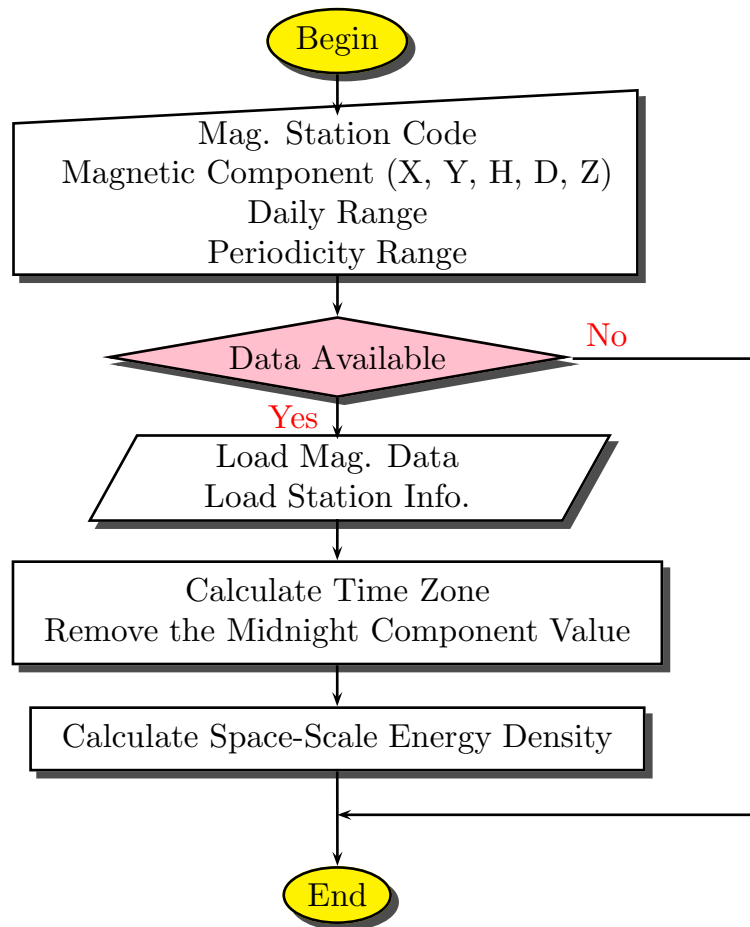 Begin
Mag. Station Code
Magnetic Component (X, Y, H, D, Z)
Daily Range
Periodicity Range
Data Available
No
Yes
Load Mag. Data
Load Station Info.
Calculate Time Zone
Remove the Midnight Component Value
Calculate Space-Scale Energy Density
End